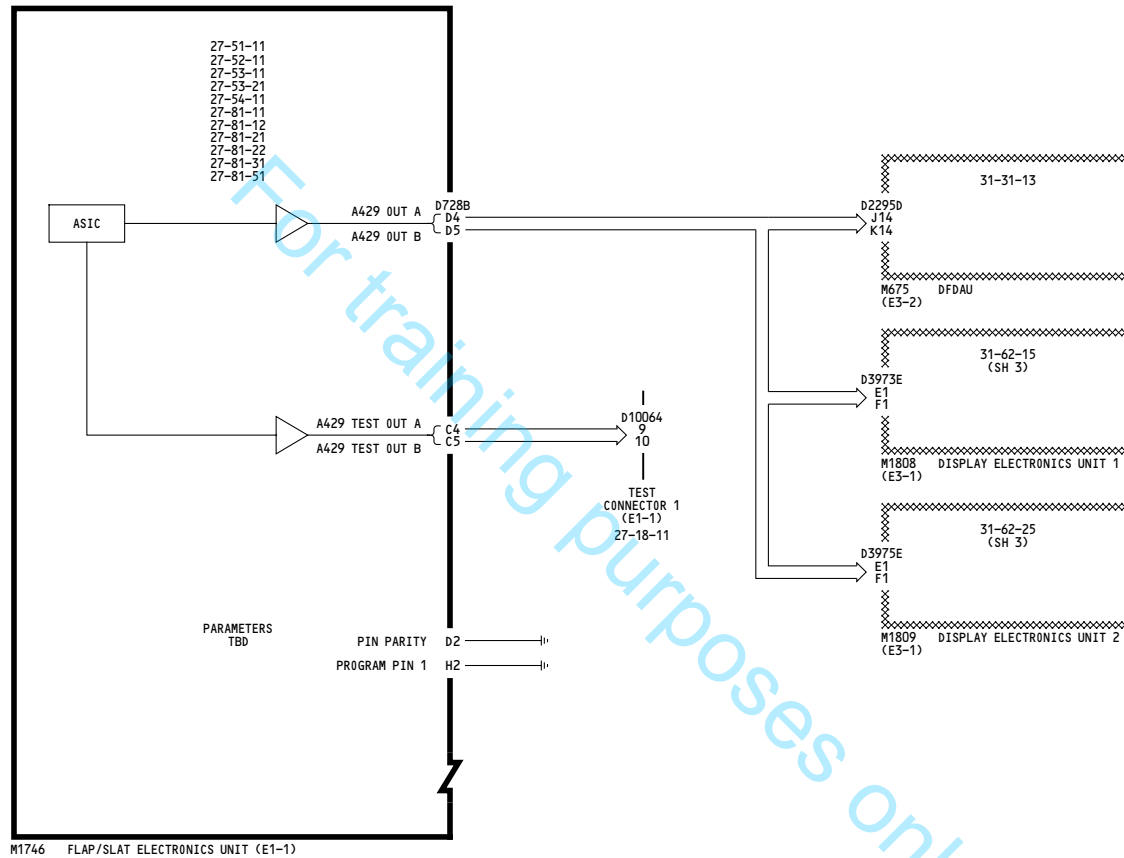 27-51-11
27-52-11
27-53-11
27-53-21
27-54-11
27-81-11
27-81-12
27-81-21
27-81-22
27-81-31
27-81-51
ASIC
A429 OUT A
A429 OUT B
D728B
D4
D5
A429 TEST OUT A
A429 TEST OUT B
C4
C5
D10064
9
10
TEST
CONNECTOR 1
(E1-1)
27-18-11
PARAMETERS
TBD
PIN PARITY D2
PROGRAM PIN 1 H2
M1746 FLAP/SLAT ELECTRONICS UNIT (E1-1)
31-31-13
D2295D
J14
K14
M675 DFDAU
(E3-2)
31-62-15
(SH 3)
D3973E
E1
F1
M1808 DISPLAY ELECTRONICS UNIT 1
(E3-1)
31-62-25
(SH 3)
D3975E
E1
F1
M1809 DISPLAY ELECTRONICS UNIT 2
(E3-1)
For training purposes onl